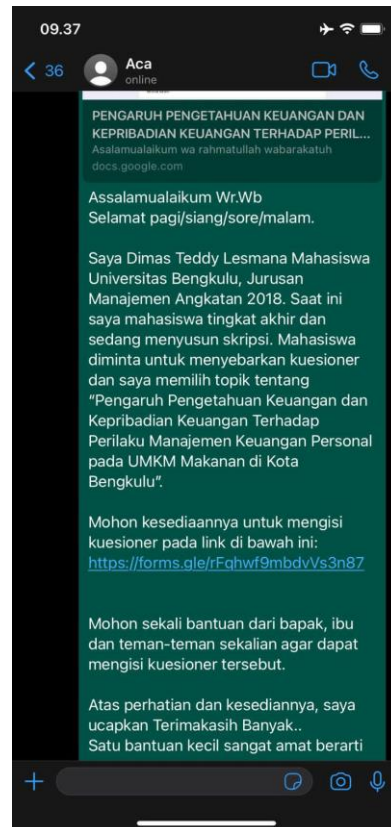 09.37
36
Aca
online
PENGARUH PENGETAHUAN KEUANGAN DAN
KEPRIBADIAN KEUANGAN TERHADAP PERIL...
Asalamualaikum wa rahmatullah wabarakatuh
docs.google.com
Assalamualaikum Wr.Wb
Selamat pagi/siang/sore/malam.
Saya Dimas Teddy Lesmana Mahasiswa
Universitas Bengkulu, Jurusan
Manajemen Angkatan 2018. Saat ini
saya mahasiswa tingkat akhir dan
sedang menyusun skripsi. Mahasiswa
diminta untuk menyebarkan kuesioner
dan saya memilih topik tentang
“Pengaruh Pengetahuan Keuangan dan
Kepribadian Keuangan Terhadap
Perilaku Manajemen Keuangan Personal
pada UMKM Makanan di Kota
Bengkulu”.
Mohon kesediaannya untuk mengisi
kuesioner pada link di bawah ini:
https://forms.gle/rFqhwf9mbdvVs3n87
Mohon sekali bantuan dari bapak, ibu
dan teman-teman sekalian agar dapat
mengisi kuesioner tersebut.
Atas perhatian dan kesediannya, saya
ucapkan Terimakasih Banyak..
Satu bantuan kecil sangat amat berarti